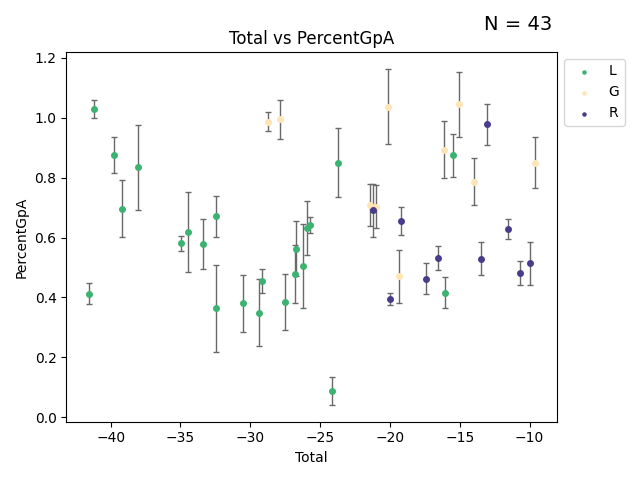 N = 43
Total vs PercentGpA
L
G
R
PercentGpA
1.2
1.0
0.8
0.6
0.4
0.2
0.0
−40 −35 −30 −25 −20 −15 −10
Total